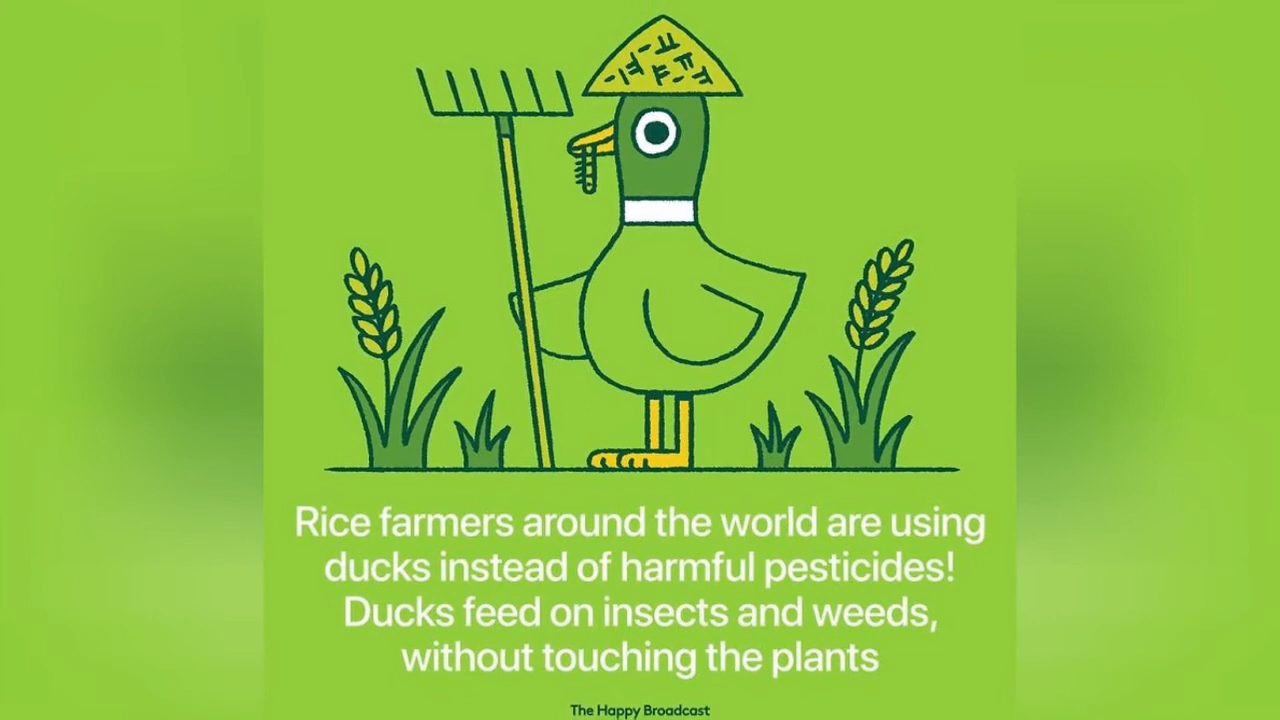 Rice farmers around the world are using
ducks instead of harmful pesticides!
Ducks feed on insects and weeds,
without touching the plants
The Happy Broadcast